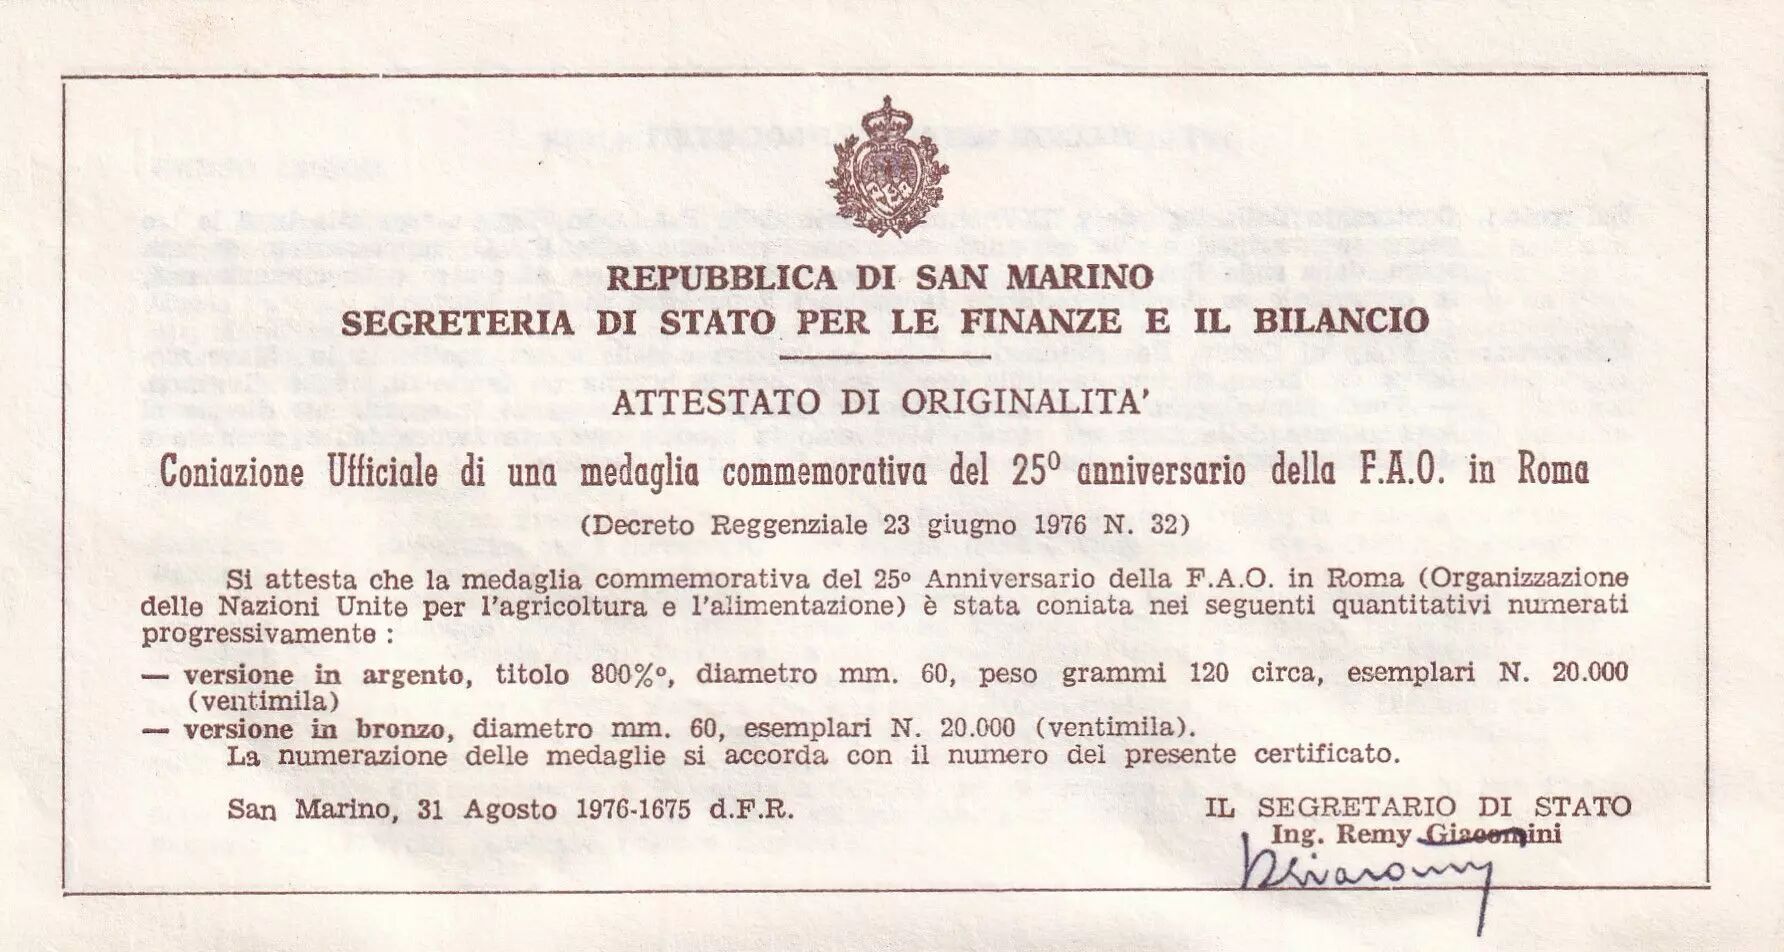 REPUBBLICA DI SAN MARINO
SEGRETERIA DI STATO PER LE FINANZE E IL BILANCIO
ATTESTATO DI ORIGINALITA'
Coniazione Ufficiale di una medaglia commemorativa del 25º anniversario della F.A.O. in Roma
(Decreto Reggenziale 23 giugno 1976 N. 32)
Si attesta che la medaglia commemorativa del 25º Anniversario della F.A.O. in Roma (Organizzazione
delle Nazioni Unite per l'agricoltura e l'alimentazione) è stata coniata nei seguenti quantitativi numerati
progressivamente :
— versione in argento, titolo 800%º, diametro mm. 60, peso grammi 120 circa, esemplari N. 20.000
(ventimila)
— versione in bronzo, diametro mm. 60, esemplari N. 20.000 (ventimila).
La numerazione delle medaglie si accorda con il numero del presente certificato.
San Marino, 31 Agosto 1976-1675 d.F.R.
IL SEGRETARIO DI STATO
Ing. Remy Giacomini